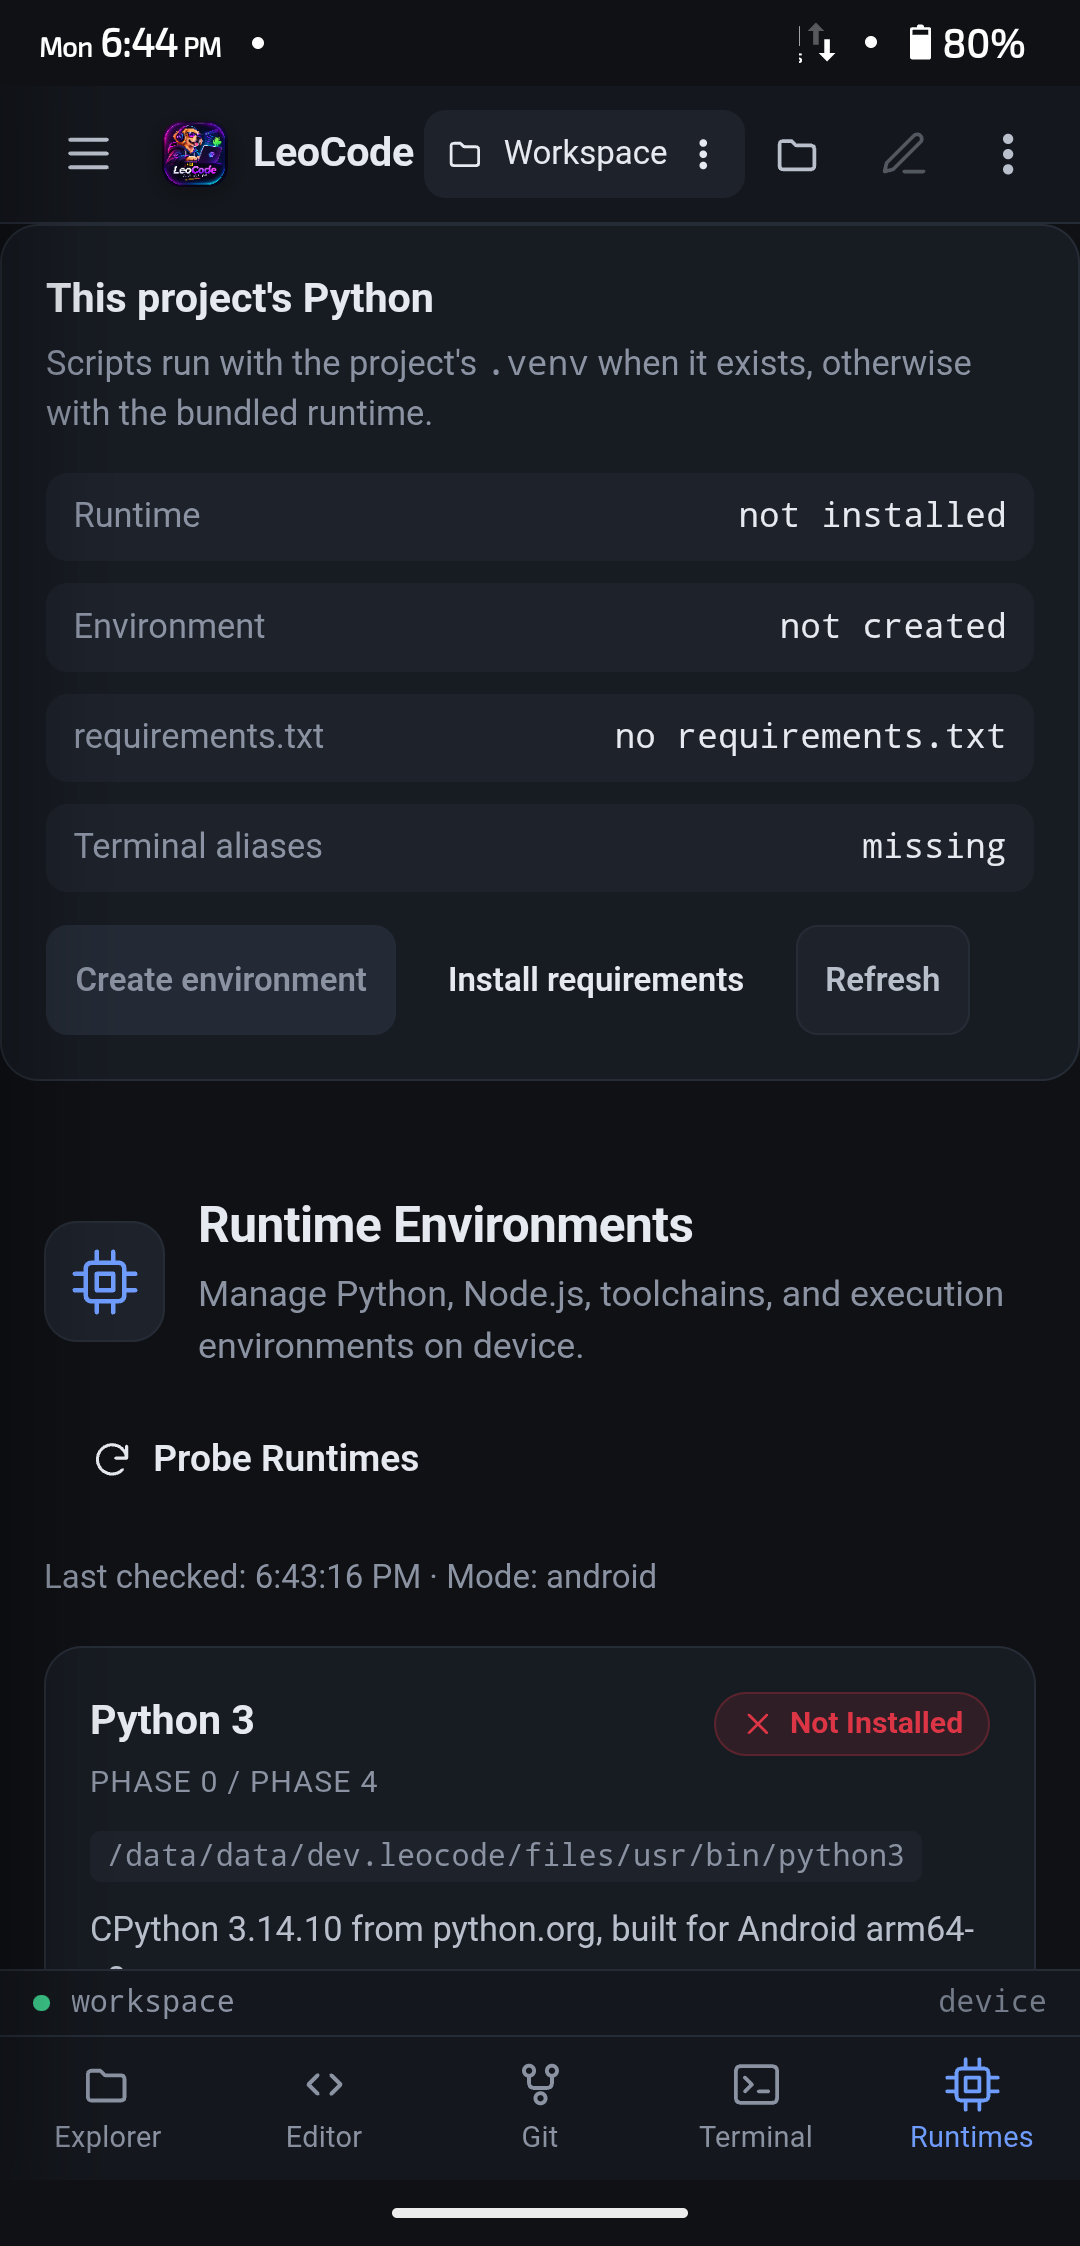 Mon 6:44 PM
80%
LeoCode
LeoCode
Workspace
This project's Python
Scripts run with the project's .venv when it exists, otherwise
with the bundled runtime.
Runtime
not installed
Environment
not created
requirements.txt
no requirements.txt
Terminal aliases
missing
Create environment
Install requirements
Refresh
Runtime Environments
Manage Python, Node.js, toolchains, and execution
environments on device.
Probe Runtimes
Last checked: 6:43:16 PM · Mode: android
Python 3
Not Installed
PHASE 0 / PHASE 4
/data/data/dev.leocode/files/usr/bin/python3
CPython 3.14.10 from python.org, built for Android arm64-
workspace
device
Explorer
Editor
Git
Terminal
Runtimes